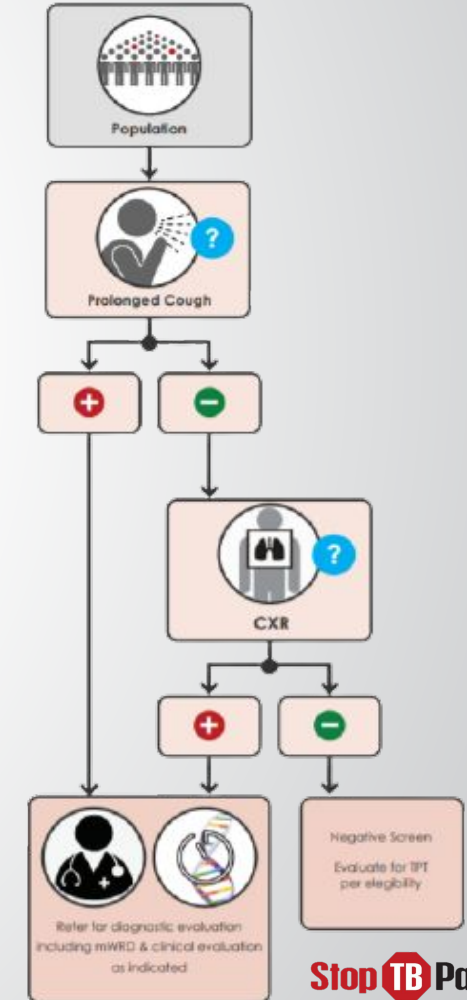 Population
?
Prolonged Cough
+
−
?
CXR
+
−
Negative Screen
Evaluate for TPT
per elegibility
Refer for diagnostic evaluation
including mWRD & clinical evaluation
as indicated
Stop TB Pa